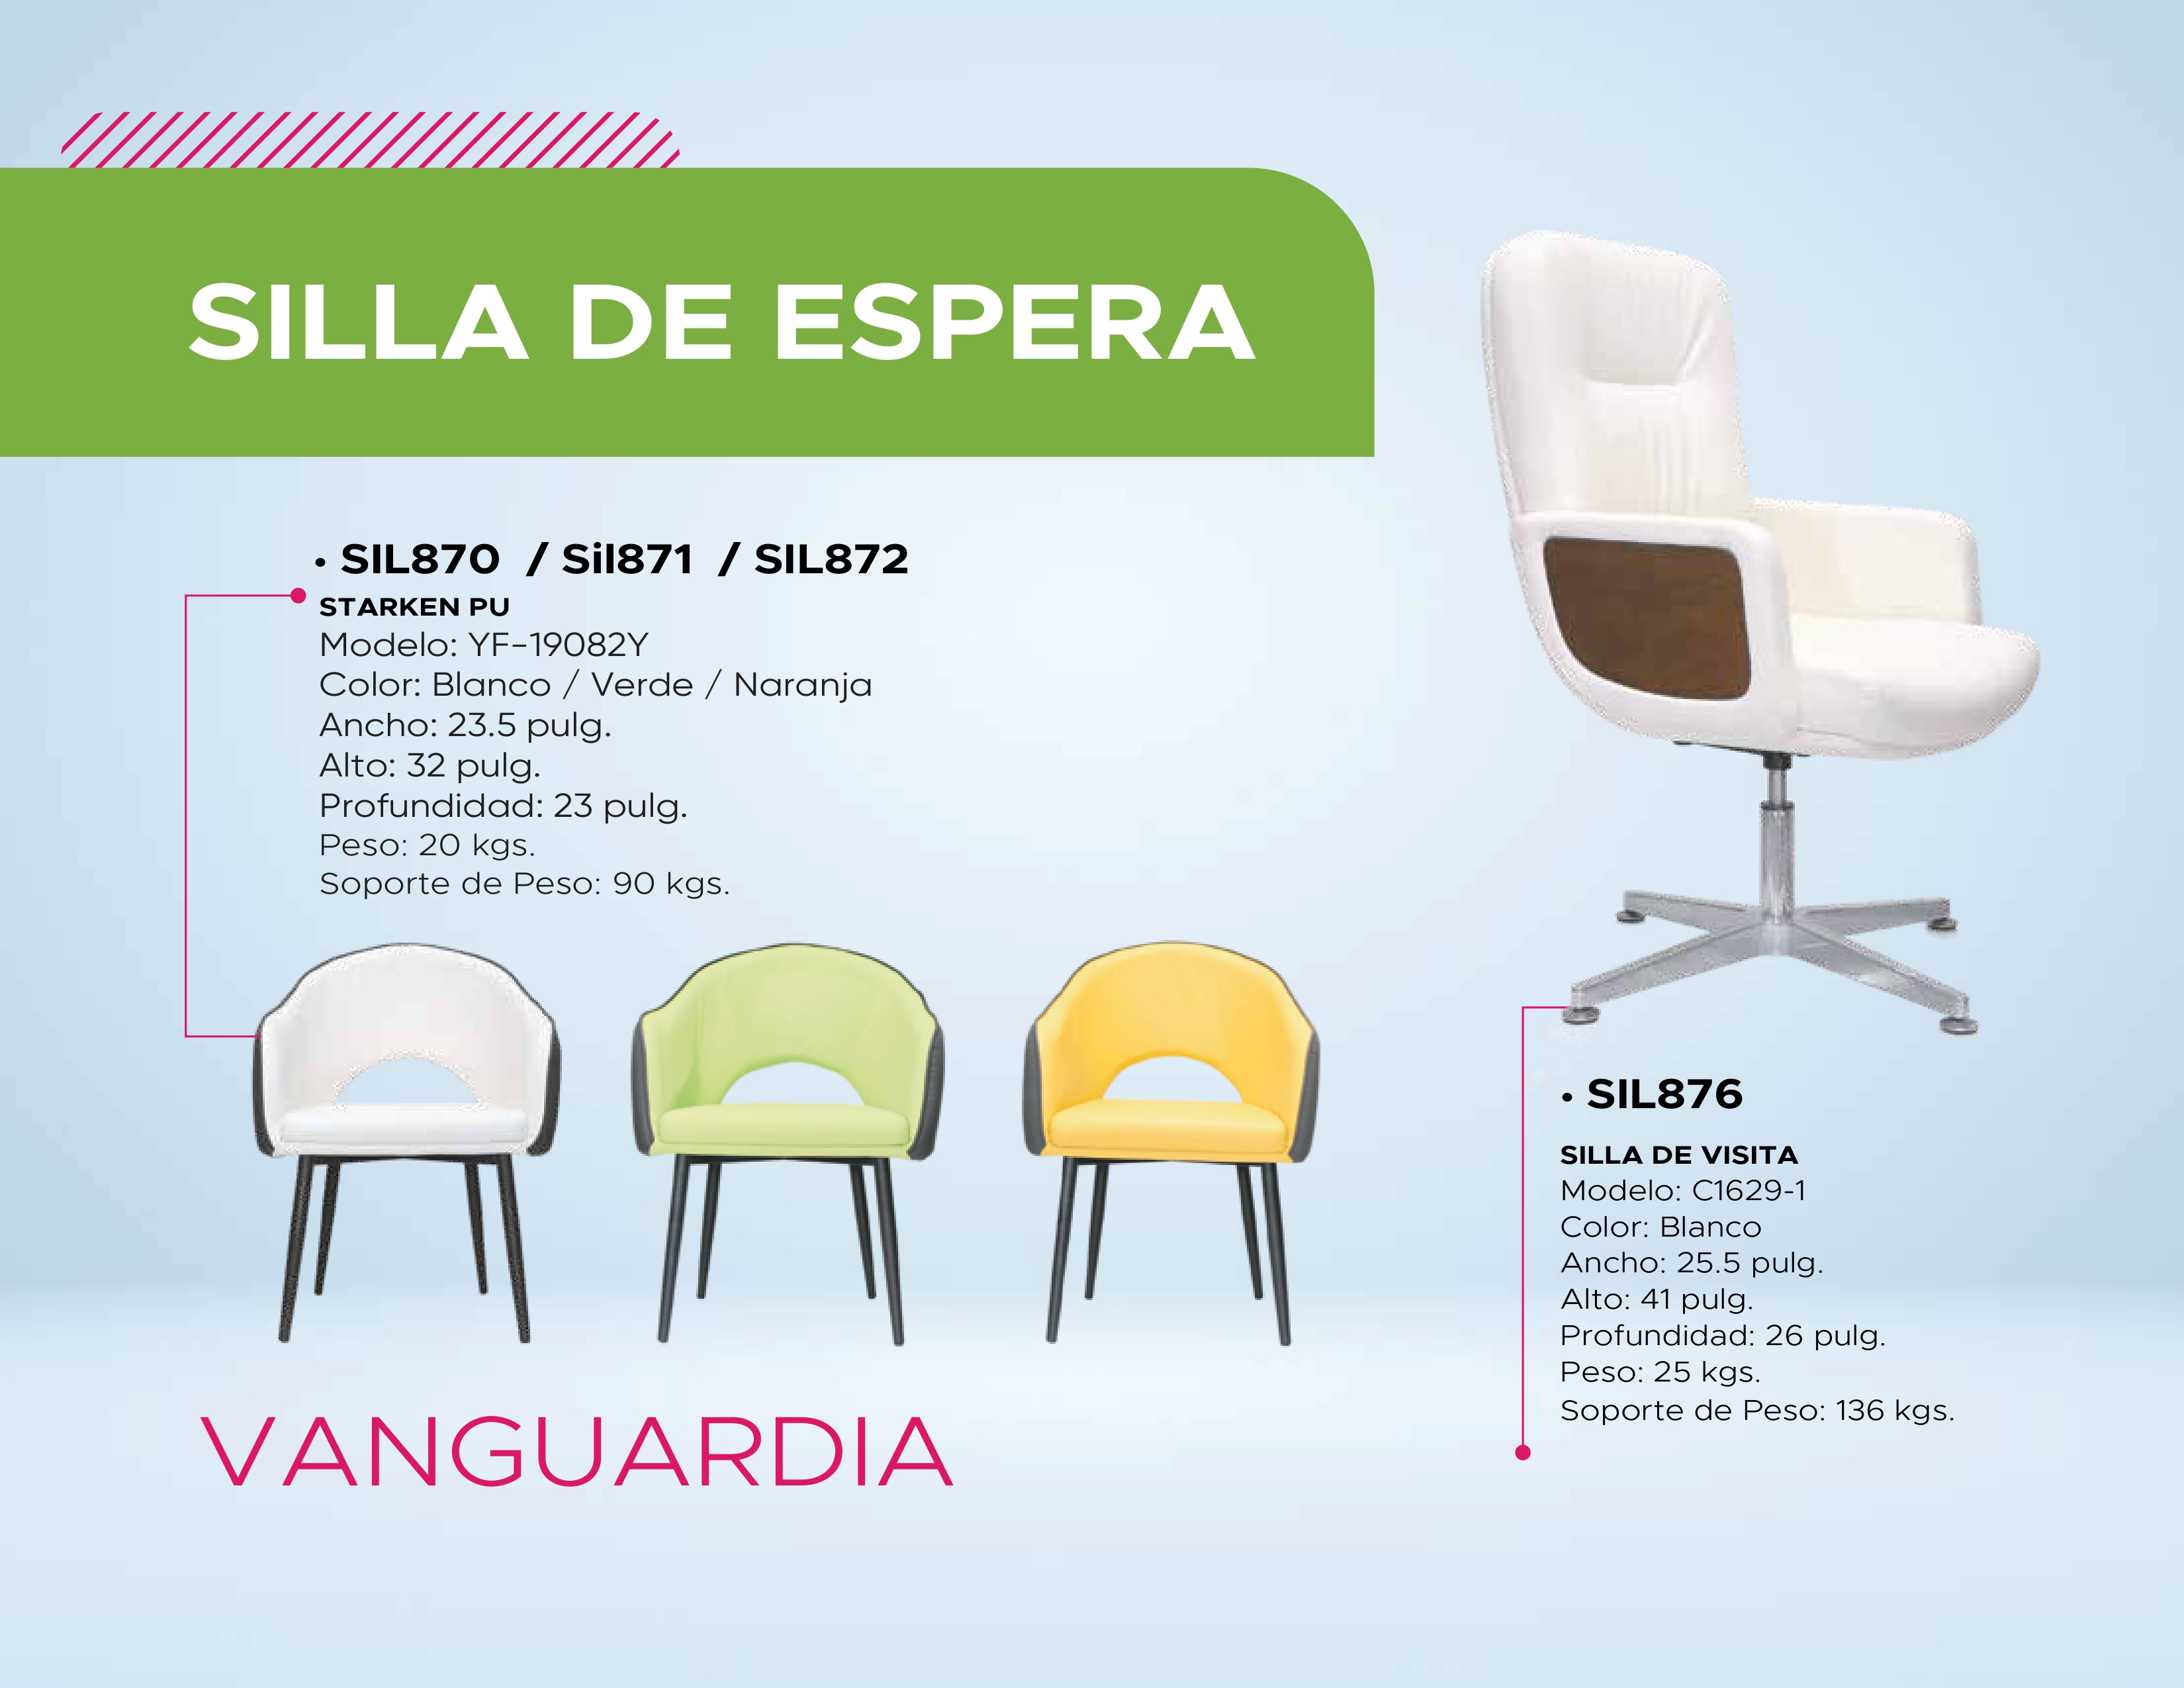 SILLA DE ESPERA
• SIL870 / Sil871 / SIL872
STARKEN PU
Modelo: YF-19082Y
Color: Blanco / Verde / Naranja
Ancho: 23.5 pulg.
Alto: 32 pulg.
Profundidad: 23 pulg.
Peso: 20 kgs.
Soporte de Peso: 90 kgs.
VANGUARDIA
• SIL876
SILLA DE VISITA
Modelo: C1629-1
Color: Blanco
Ancho: 25.5 pulg.
Alto: 41 pulg.
Profundidad: 26 pulg.
Peso: 25 kgs.
Soporte de Peso: 136 kgs.